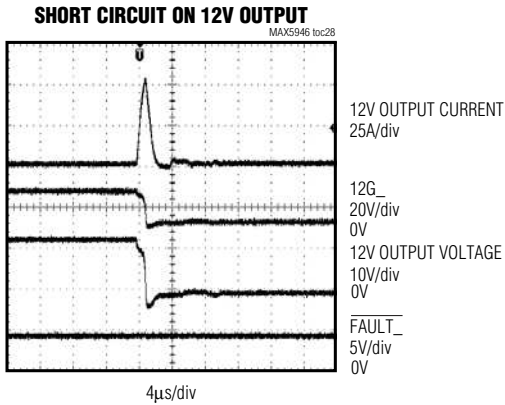 SHORT CIRCUIT ON 12V OUTPUT
MAX5946 toc28
T
12V OUTPUT CURRENT
25A/div
12G_
20V/div
0V
12V OUTPUT VOLTAGE
10V/div
0V
FAULT_
5V/div
0V
4μs/div